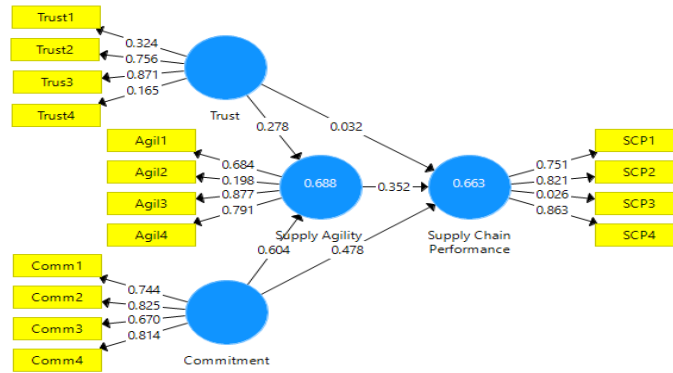 Trust1
Trust2
Trus3
Trust4
0.324
0.756
0.871
0.165
Trust
0.278
0.032
Agil1
Agil2
Agil3
Agil4
0.684
0.198
0.877
0.791
0.688
Supply Agility
0.352
0.663
Supply Chain
Performance
0.751
0.821
0.026
0.863
SCP1
SCP2
SCP3
SCP4
0.604
0.478
Comm1
Comm2
Comm3
Comm4
0.744
0.825
0.670
0.814
Commitment